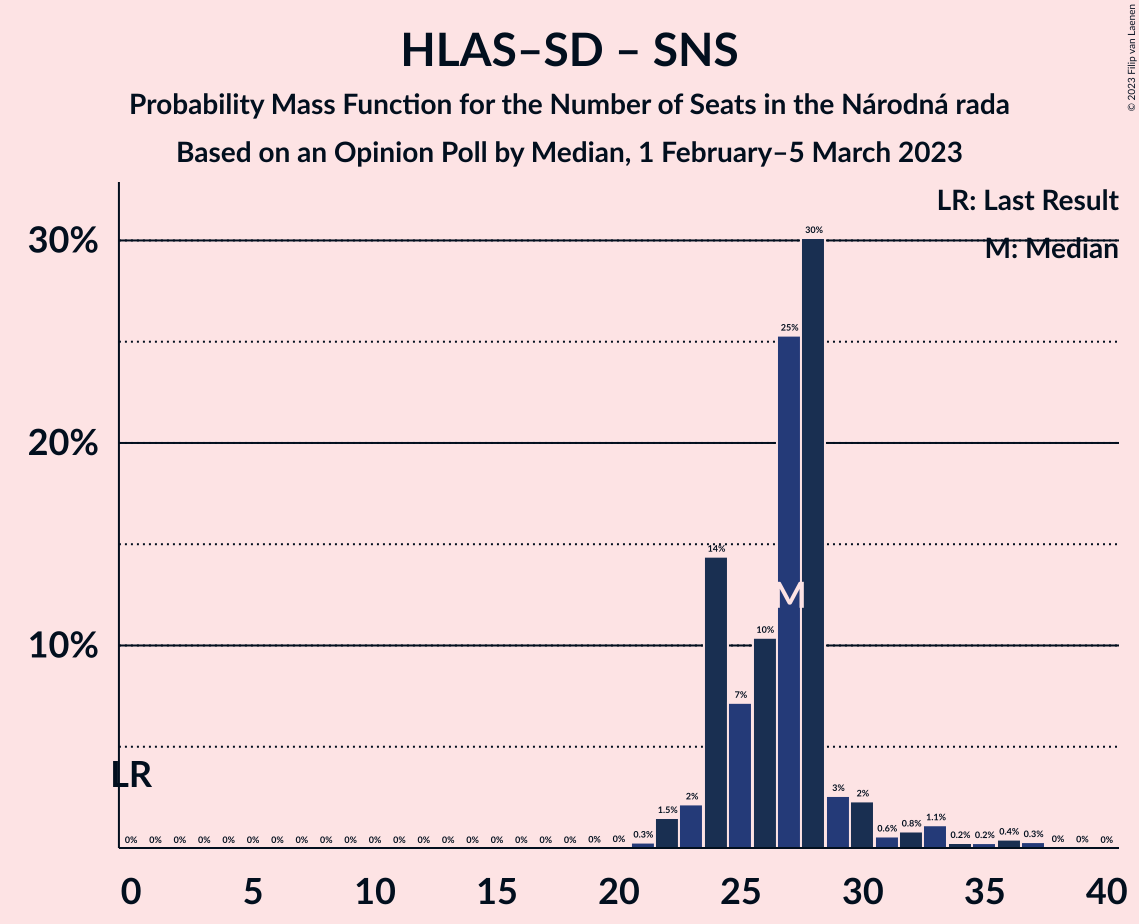 HLAS–SD – SNS
Probability Mass Function for the Number of Seats in the Národná rada
Based on an Opinion Poll by Median, 1 February–5 March 2023
© 2023 Filip van Laenen
LR: Last Result
M: Median
30%
20%
10%
LR
M
0% 0% 0% 0% 0% 0% 0% 0% 0% 0% 0% 0% 0% 0% 0% 0% 0% 0% 0% 0% 0% 0.3% 1.5% 2% 14% 7% 10% 25% 30% 3% 2% 0.6% 0.8% 1.1% 0.2% 0.2% 0.4% 0.3% 0% 0% 0%
0 5 10 15 20 25 30 35 40